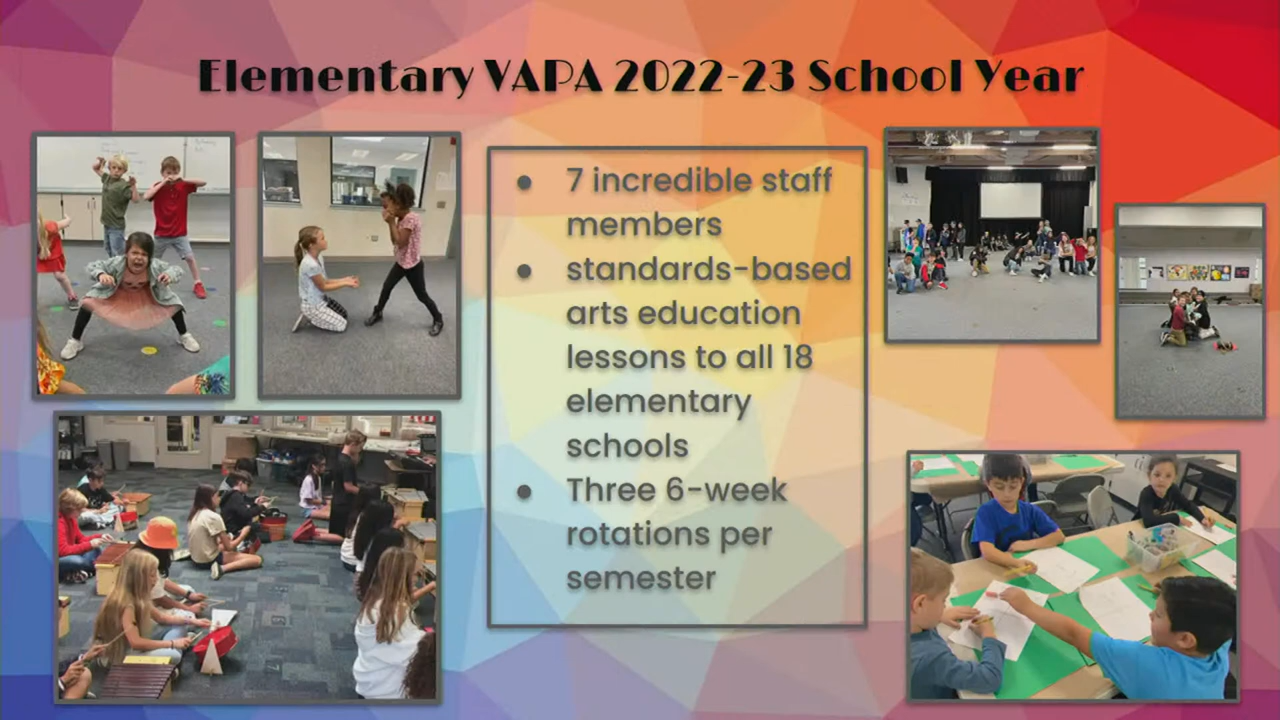 Elementary VAPA 2022-23 School Year
● 7 incredible staff
members
● standards-based
arts education
lessons to all 18
elementary
schools
● Three 6-week
rotations per
semester